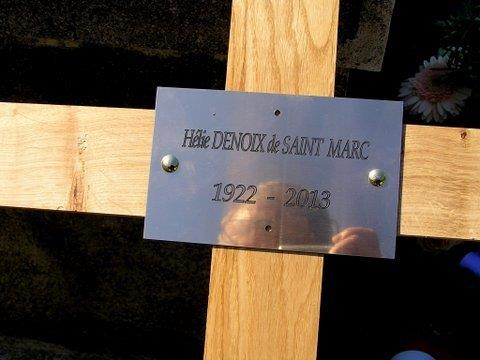 Hélie DENOIX de SAINT MARC
1922 - 2013